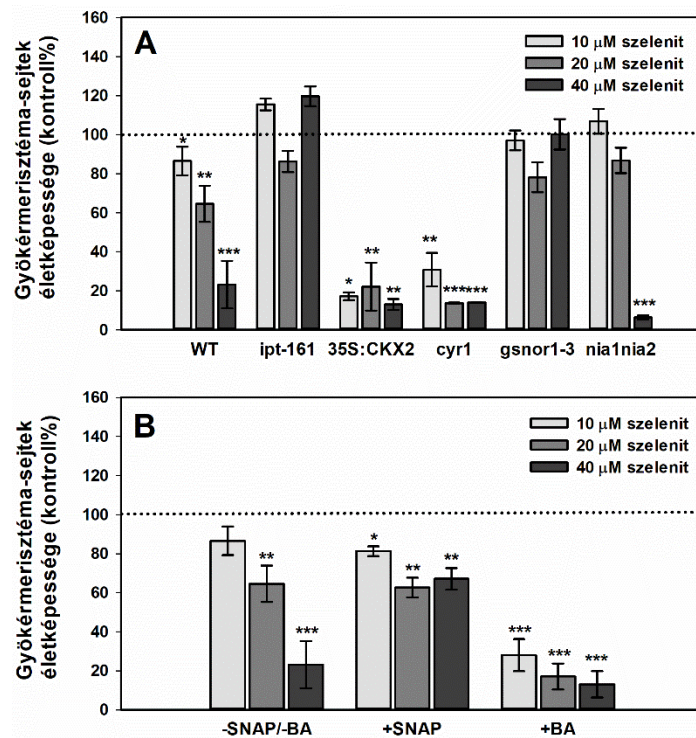 A
10 μM szelenit
20 μM szelenit
40 μM szelenit
Gyökérmerisztéma-sejtek
életképessége (kontroll%)
160
140
120
100
80
60
40
20
0
* ** *** * ** ** ** *** *** ***
WT ipt-161 35S:CKX2 cyr1 gsnor1-3 nia1nia2
B
10 μM szelenit
20 μM szelenit
40 μM szelenit
Gyökérmerisztéma-sejtek
életképessége (kontroll%)
160
140
120
100
80
60
40
20
0
** *** * ** ** *** *** ***
-SNAP/-BA +SNAP +BA